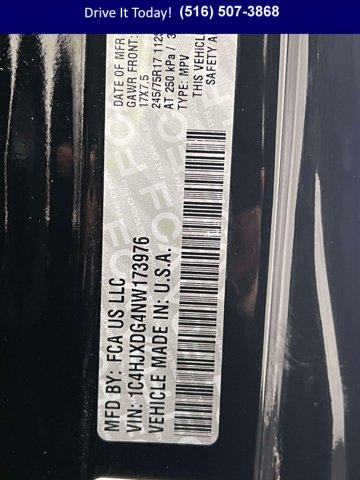 Drive It Today! (516) 507-3868
MFD BY: FCA US LLC
DATE OF MFR
GAWR FRONT:
17X7.5
245/75R17 112
AT 250 kPa / 3
TYPE: MPV
THIS VEHICLE
SAFETY A
VIN: 1C4HJXDG4NW173976
VEHICLE MADE IN: U.S.A.